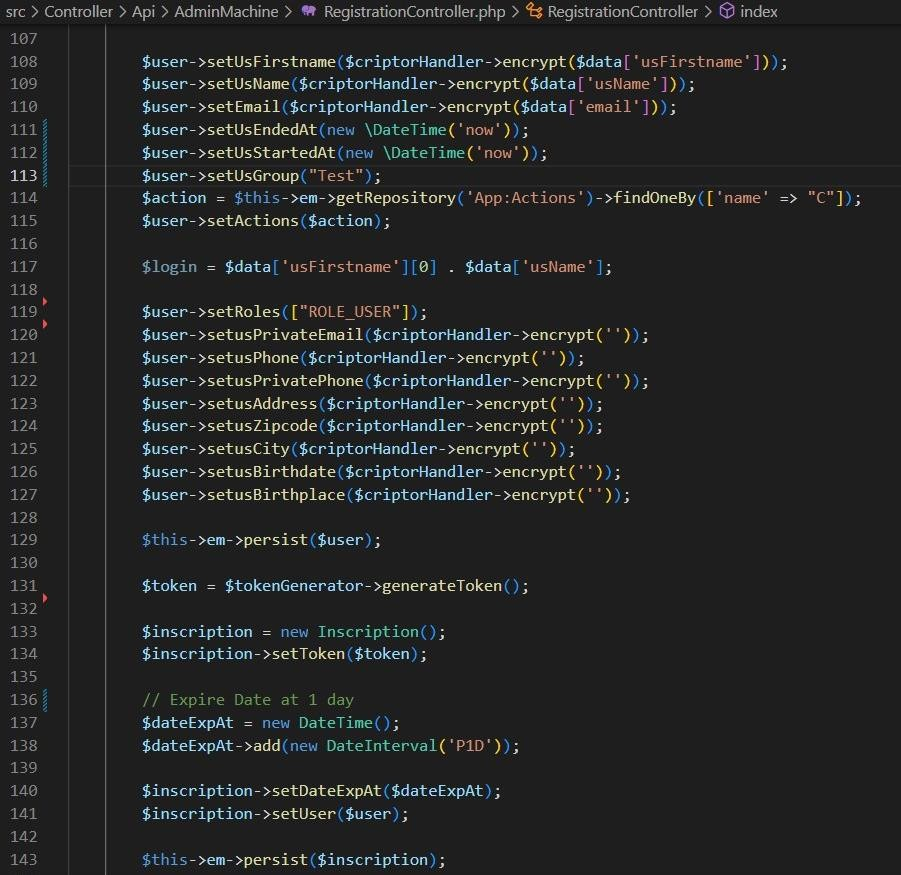 src > Controller > Api > AdminMachine > RegistrationController.php > RegistrationController > index
107
108 $user->setUsFirstname($criptorHandler->encrypt($data['usFirstname']));
109 $user->setUsName($criptorHandler->encrypt($data['usName']));
110 $user->setEmail($criptorHandler->encrypt($data['email']));
111 $user->setUsEndedAt(new \DateTime('now'));
112 $user->setUsStartedAt(new \DateTime('now'));
113 $user->setUsGroup("Test");
114 $action = $this->em->getRepository('App:Actions')->findOneBy(['name' => "C"]);
115 $user->setActions($action);
116
117 $login = $data['usFirstname'][0] . $data['usName'];
118
119 $user->setRoles(["ROLE_USER"]);
120 $user->setusPrivateEmail($criptorHandler->encrypt(''));
121 $user->setusPhone($criptorHandler->encrypt(''));
122 $user->setusPrivatePhone($criptorHandler->encrypt(''));
123 $user->setusAddress($criptorHandler->encrypt(''));
124 $user->setusZipcode($criptorHandler->encrypt(''));
125 $user->setusCity($criptorHandler->encrypt(''));
126 $user->setusBirthdate($criptorHandler->encrypt(''));
127 $user->setusBirthplace($criptorHandler->encrypt(''));
128
129 $this->em->persist($user);
130
131 $token = $tokenGenerator->generateToken();
132
133 $inscription = new Inscription();
134 $inscription->setToken($token);
135
136 // Expire Date at 1 day
137 $dateExpAt = new DateTime();
138 $dateExpAt->add(new DateInterval('P1D'));
139
140 $inscription->setDateExpAt($dateExpAt);
141 $inscription->setUser($user);
142
143 $this->em->persist($inscription);